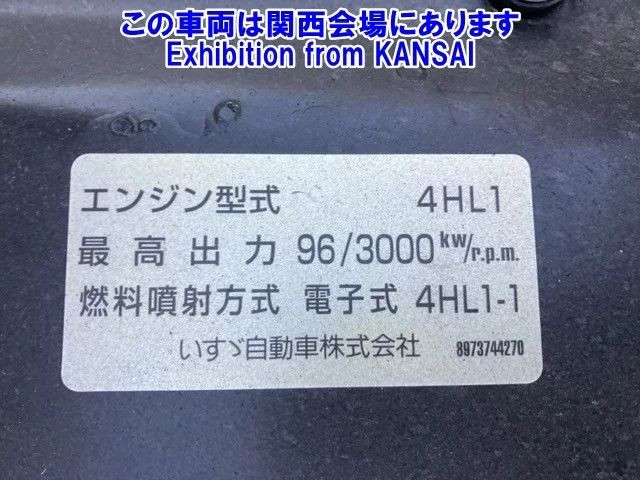 この車両は関西会場にあります
Exhibition from KANSAI
エンジン型式 4HL1
最高出力 96/3000 kw/r.p.m.
燃料噴射方式 電子式 4HL1-1
いすゞ自動車株式会社 8973744270